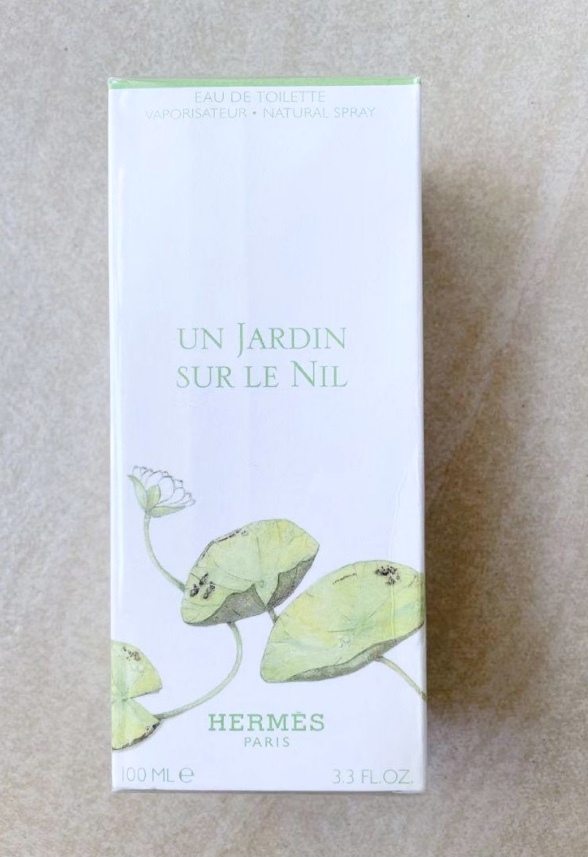 EAU DE TOILETTE
VAPORISATEUR • NATURAL SPRAY
UN JARDIN
SUR LE NIL
HERMÈS
PARIS
100 ML e 3.3 FL.OZ.